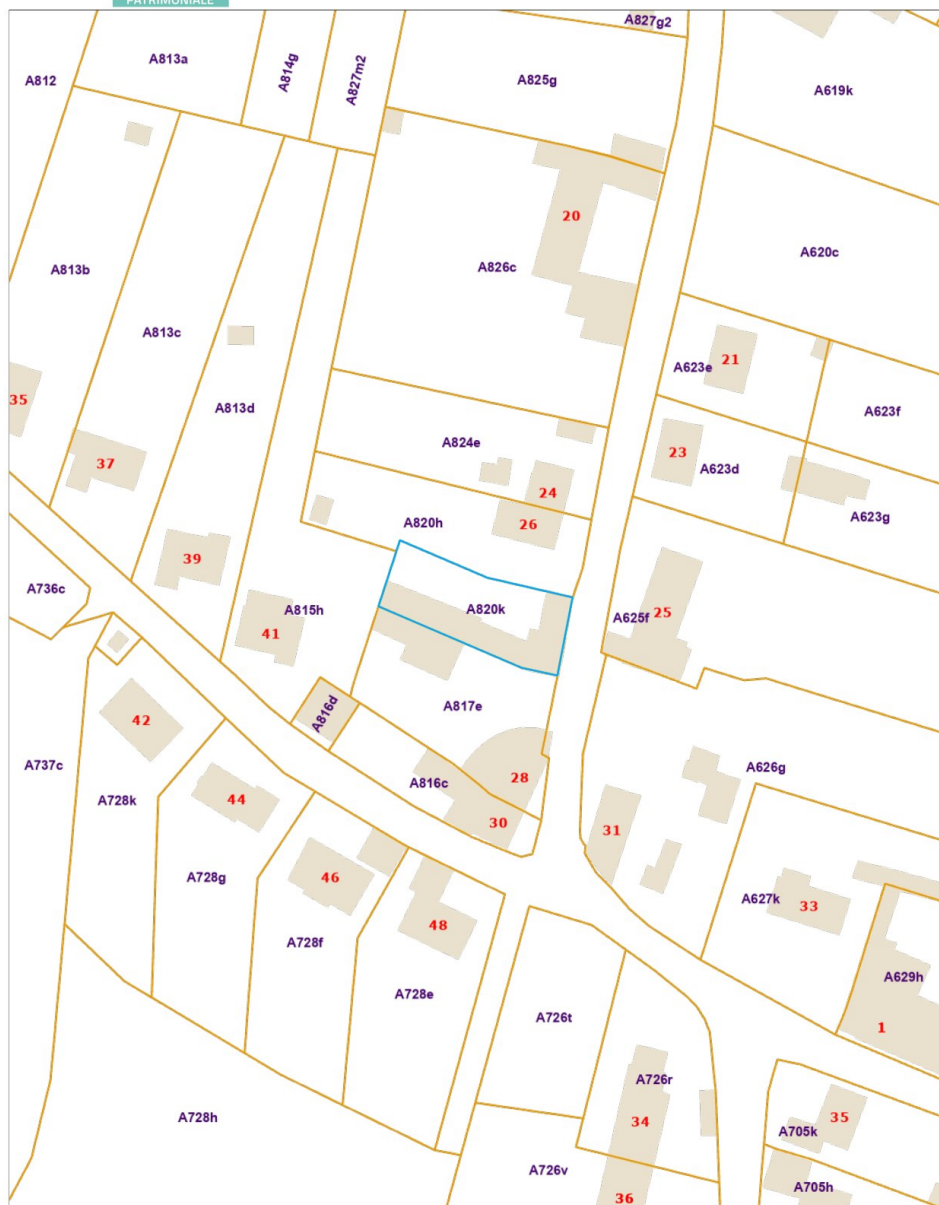 PATRIMONIALE
A827g2
A813a
A814g
A827m2
A825g
A812
A619k
20
A813b
A826c
A620c
A813c
21
A623e
35
A813d
A623f
37
A824e
23
A623d
24
A820h
26
A623g
39
A736c
A815h
A820k
A625f
25
41
A816d
A817e
42
A737c
A728k
28
A626g
A816c
44
30
31
46
A728g
48
A627k
33
A728f
A629h
A728e
A726t
1
A726r
A728h
34
35
A705k
A726v
36
A705h